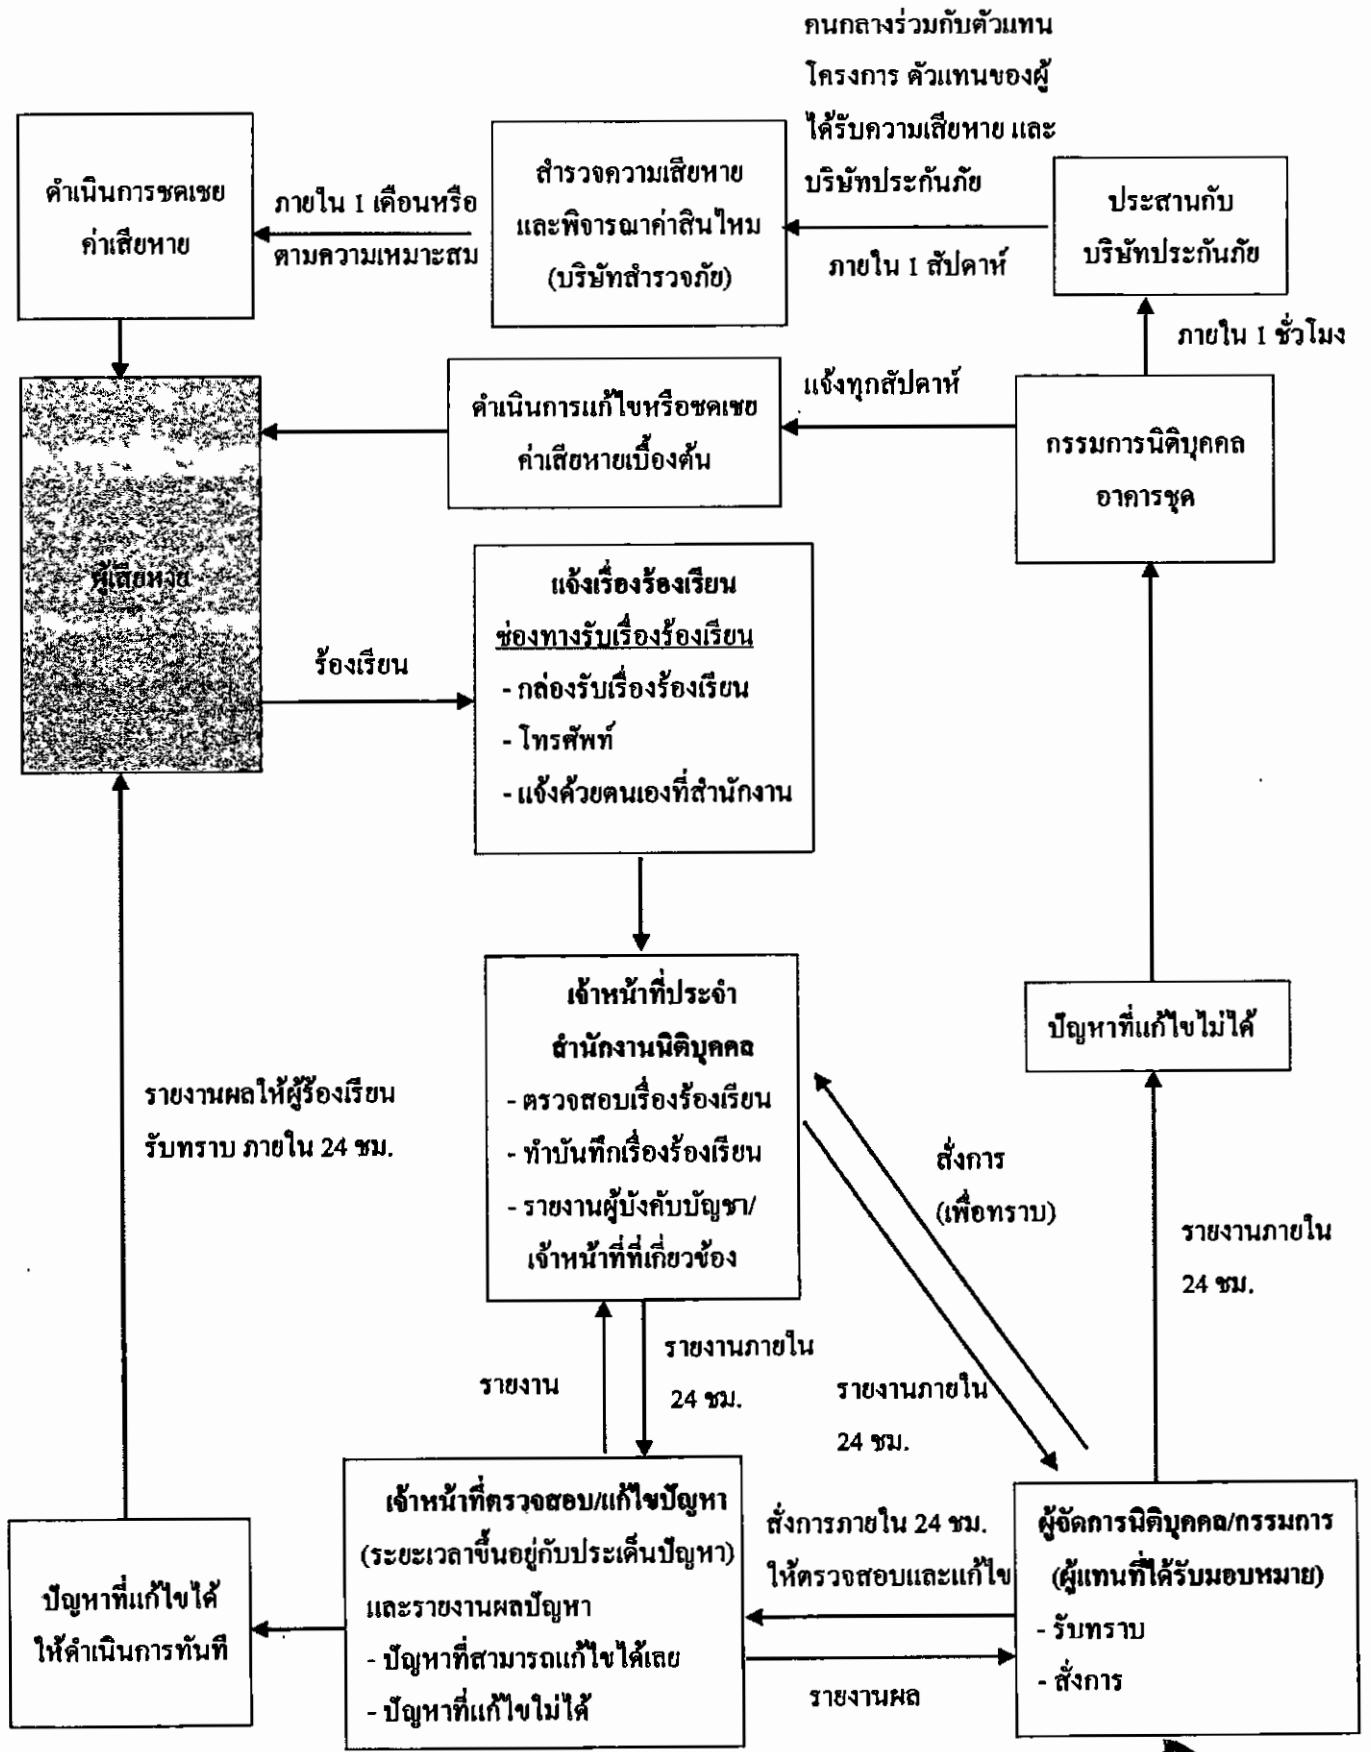 คนกลางร่วมกับตัวแทน
โครงการ ตัวแทนของผู้
ได้รับความเสียหาย และ
บริษัทประกันภัย
ภายใน 1 สัปดาห์
ดำเนินการชดเชย
ค่าเสียหาย
ภายใน 1 เดือนหรือ
ตามความเหมาะสม
สำรวจความเสียหาย
และพิจารณาค่าสินไหม
(บริษัทสำรวจภัย)
ประสานกับ
บริษัทประกันภัย
ภายใน 1 ชั่วโมง
ดำเนินการแก้ไขหรือชดเชย
ค่าเสียหายเบื้องต้น
แจ้งทุกสัปดาห์
กรรมการนิติบุคคล
อาคารชุด
ผู้เสียหาย
ร้องเรียน
แจ้งเรื่องร้องเรียน
ช่องทางรับเรื่องร้องเรียน
- กล่องรับเรื่องร้องเรียน
- โทรศัพท์
- แจ้งด้วยตนเองที่สำนักงาน
เจ้าหน้าที่ประจำ
สำนักงานนิติบุคคล
- ตรวจสอบเรื่องร้องเรียน
- ทำบันทึกเรื่องร้องเรียน
- รายงานผู้บังคับบัญชา/
เจ้าหน้าที่ที่เกี่ยวข้อง
ปัญหาที่แก้ไขไม่ได้
รายงานผลให้ผู้ร้องเรียน
รับทราบ ภายใน 24 ชม.
สั่งการ
(เพื่อทราบ)
รายงานภายใน
24 ชม.
รายงาน
รายงานภายใน
24 ชม.
รายงานภายใน
24 ชม.
ปัญหาที่แก้ไขได้
ให้ดำเนินการทันที
เจ้าหน้าที่ตรวจสอบ/แก้ไขปัญหา
(ระยะเวลาขึ้นอยู่กับประเด็นปัญหา)
และรายงานผลปัญหา
- ปัญหาที่สามารถแก้ไขได้เลย
- ปัญหาที่แก้ไขไม่ได้
สั่งการภายใน 24 ชม.
ให้ตรวจสอบและแก้ไข
รายงานผล
ผู้จัดการนิติบุคคล/กรรมการ
(ผู้แทนที่ได้รับมอบหมาย)
- รับทราบ
- สั่งการ